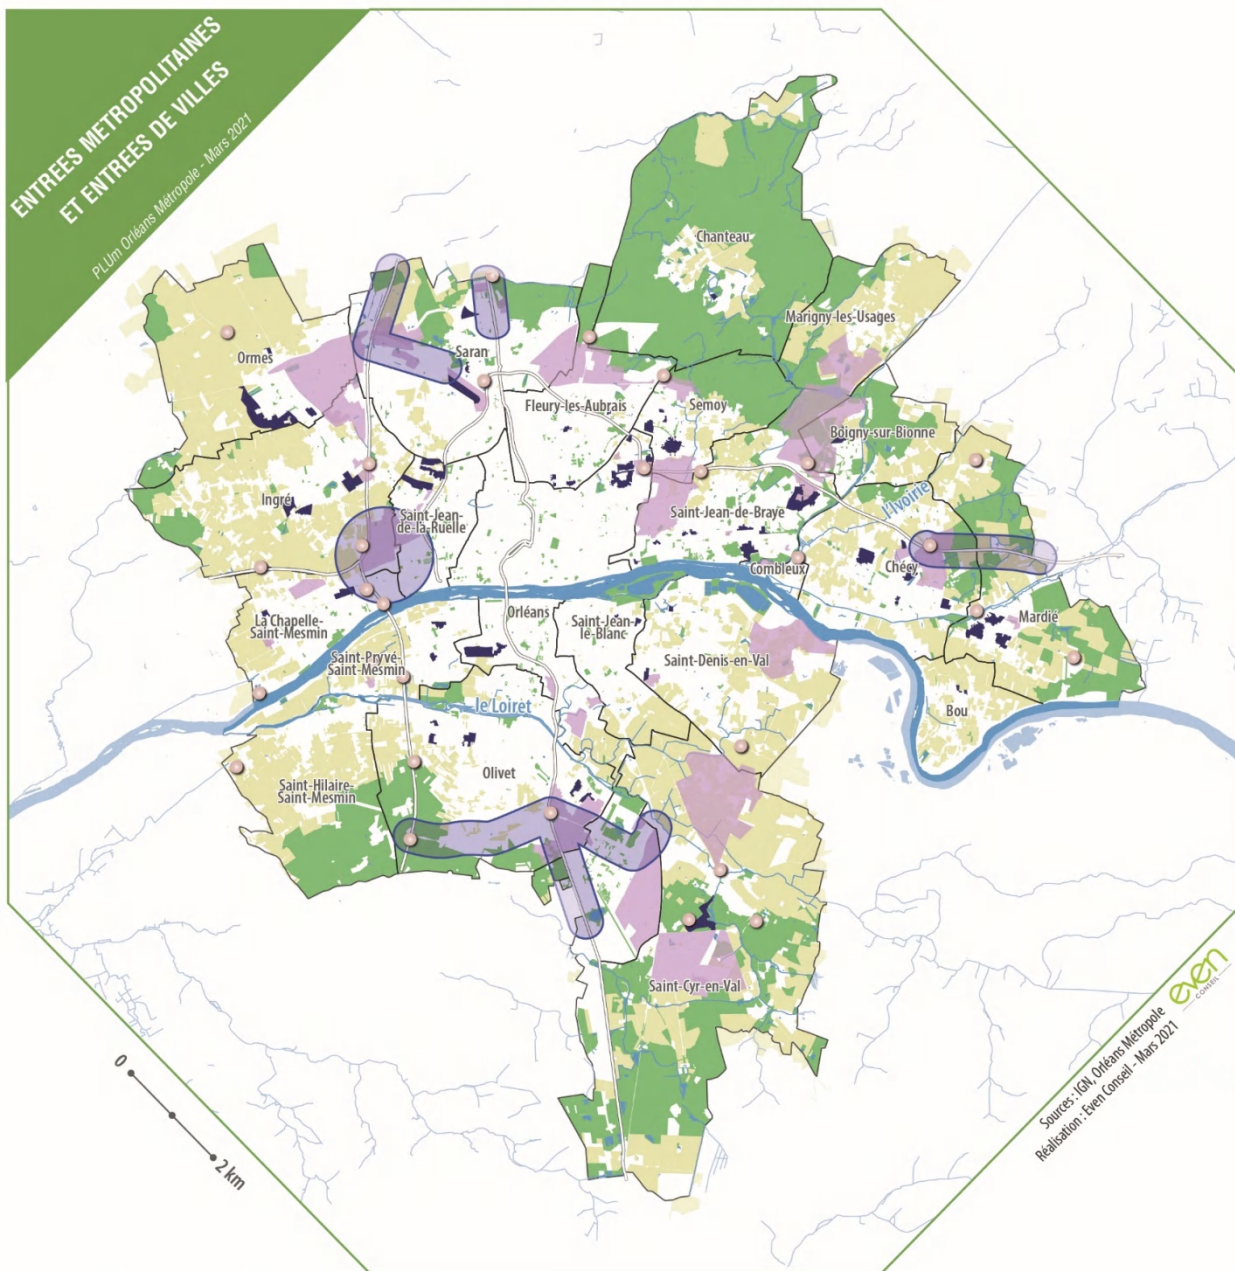 ENTREES METROPOLITAINES
ET ENTREES DE VILLES
PLUm Orléans Métropole - Mars 2021
Chanteau
Marigny-les-Usages
Ormes
Saran
Fleury-les-Aubrais
Semoy
Boigny-sur-Bionne
Ingré
Saint-Jean-
de-la-Ruelle
Saint-Jean-de-Braye
l'Ivoirie
Chécy
Combleux
La Chapelle-
Saint-Mesmin
Orléans
Saint-Jean-
le-Blanc
Mardié
Saint-Pryvé-
Saint-Mesmin
Saint-Denis-en-Val
le Loiret
Bou
Saint-Hilaire-
Saint-Mesmin
Olivet
Saint-Cyr-en-Val
0
2 km
Sources : IGN, Orléans Métropole
Réalisation : Even Conseil - Mars 2021
even
CONSEIL